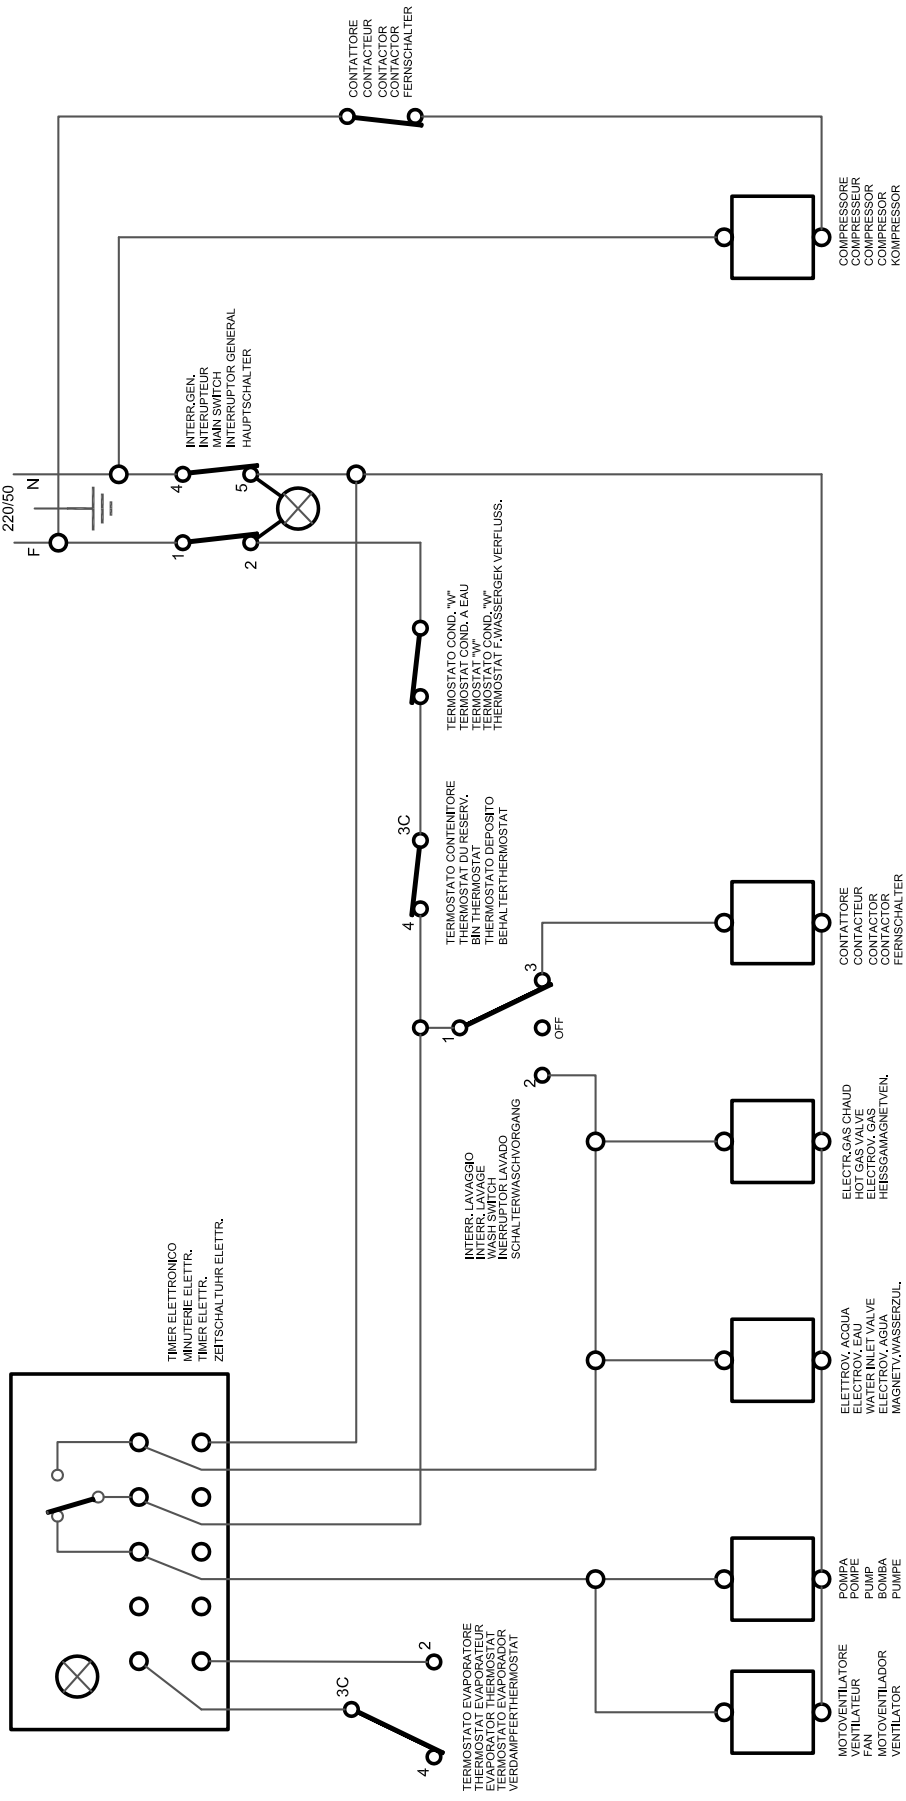 CONTATTORE
CONTACTEUR
CONTACTOR
CONTACTOR
FERNSCHALTER
COMPRESSORE
COMPRESSEUR
COMPRESSOR
COMPRESOR
KOMPRESSOR
220/50
F
N
1
2
4
5
INTERR.GEN.
INTERUPTEUR
MAIN SWITCH
INTERRUPTOR GENERAL
HAUPTSCHALTER
TERMOSTATO COND. "W"
TERMOSTAT COND. A EAU
TERMOSTAT "W"
TERMOSTATO COND. "W"
THERMOSTAT F.WASSERGEK VERFLUSS.
3C
4
TERMOSTATO CONTENITORE
THERMOSTAT DU RESERV.
BIN THERMOSTAT
THERMOSTATO DEPOSITO
BEHALTERTHERMOSTAT
1
3
OFF
2
INTERR. LAVAGGIO
INTERR. LAVAGE
WASH SWITCH
INERRUPTOR LAVADO
SCHALTERWASCHVORGANG
CONTATTORE
CONTACTEUR
CONTACTOR
CONTACTOR
FERNSCHALTER
ELECTR.GAS CHAUD
HOT GAS VALVE
ELECTROV. GAS
HEISSGAMAGNETVEN.
TIMER ELETTRONICO
MINUTERIE ELETTR.
TIMER ELETTR.
ZEITSCHALTUHR ELETTR.
ELETTROV. ACQUA
ELECTROV. EAU
WATER INLET VALVE
ELECTROV. AGUA
MAGNETV.WASSERZUL.
POMPA
POMPE
PUMP
BOMBA
PUMPE
3C
2
4
TERMOSTATO EVAPORATORE
THERMOSTAT EVAPORATEUR
EVAPORATOR THERMOSTAT
TERMOSTATO EVAPORADOR
VERDAMPFERTHERMOSTAT
MOTOVENTILATORE
VENTILATEUR
FAN
MOTOVENTILADOR
VENTILATOR